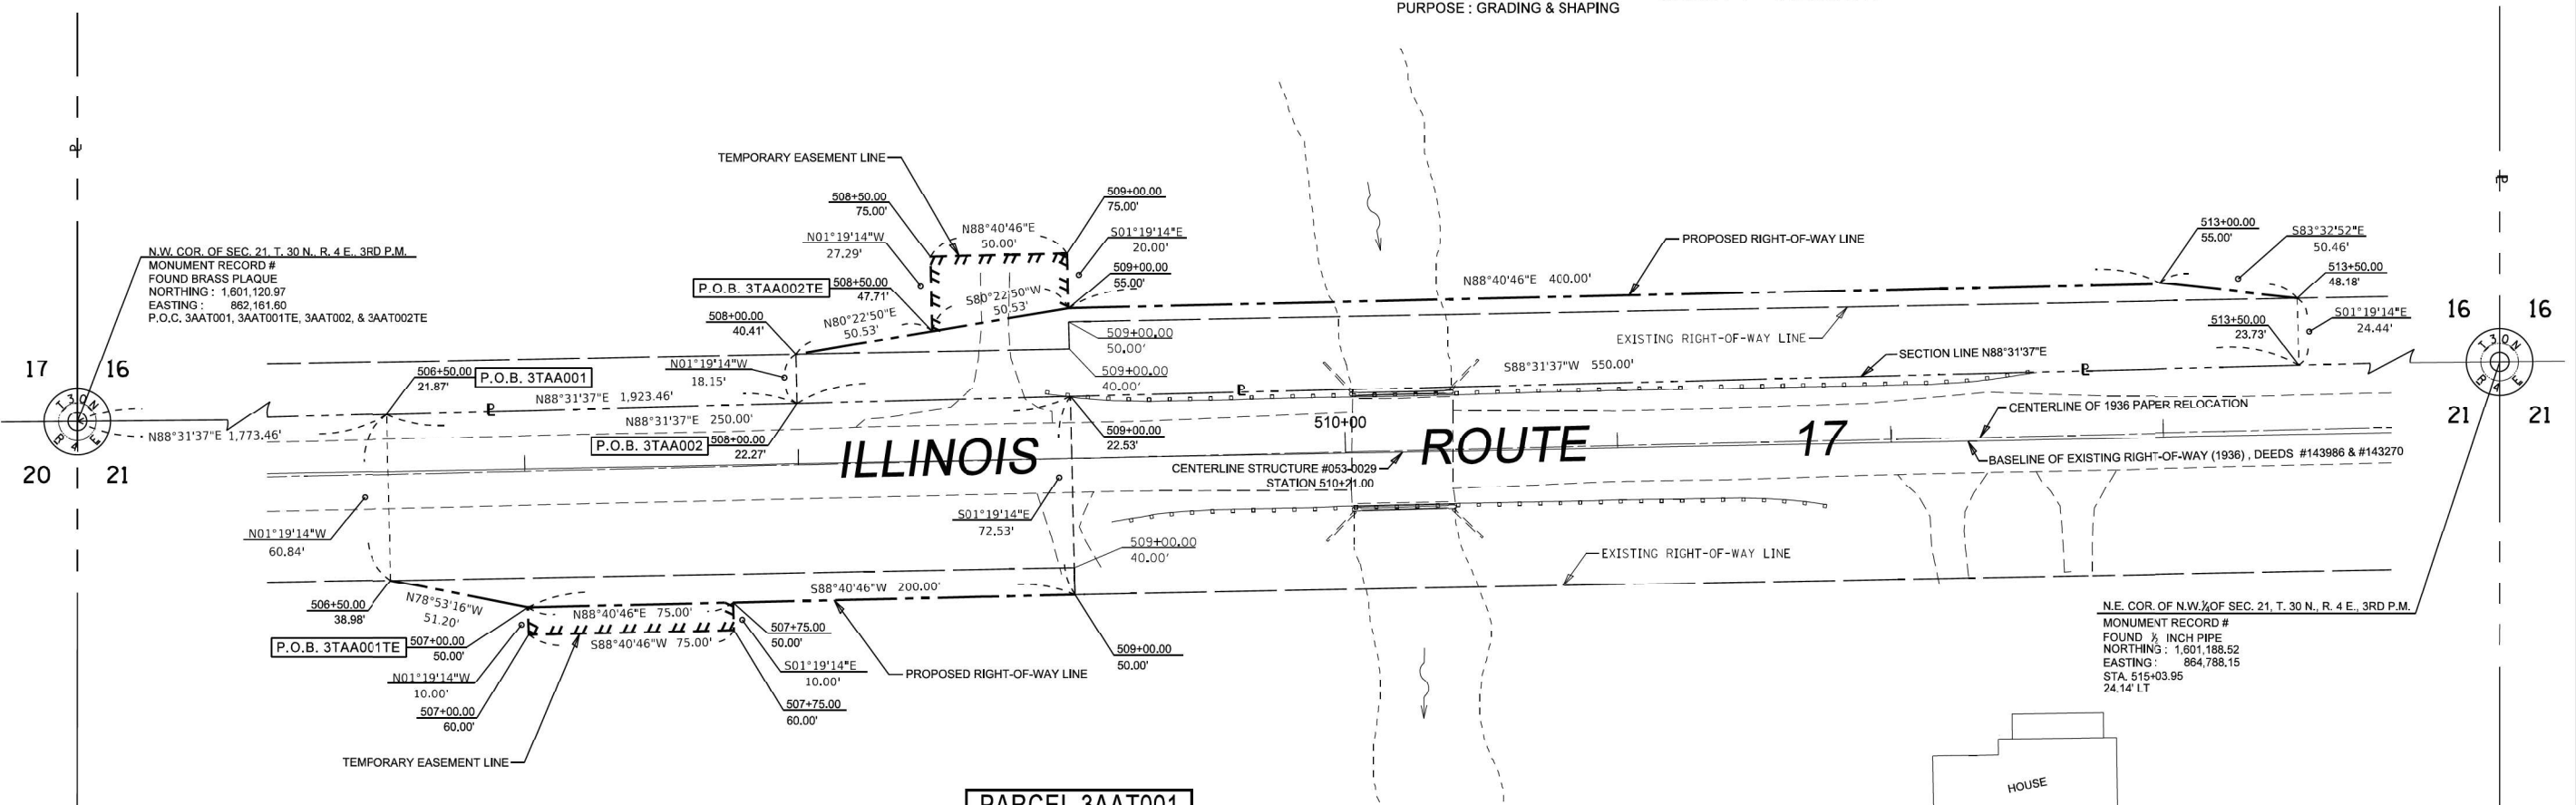 PURPOSE : GRADING & SHAPING
TEMPORARY EASEMENT LINE
508+50.00
75.00'
N88°40'46"E
50.00'
509+00.00
75.00'
N01°19'14"W
27.29'
S01°19'14"E
20.00'
P.O.B. 3TAA002TE
508+50.00
47.71'
509+00.00
55.00'
S80°22'50"W
50.53'
N80°22'50"E
50.53'
508+00.00
40.41'
PROPOSED RIGHT-OF-WAY LINE
N88°40'46"E 400.00'
513+00.00
55.00'
S83°32'52"E
50.46'
513+50.00
48.18'
S01°19'14"E
24.44'
513+50.00
23.73'
N.W. COR. OF SEC. 21, T. 30 N., R. 4 E., 3RD P.M.
MONUMENT RECORD #
FOUND BRASS PLAQUE
NORTHING : 1,601,120.97
EASTING : 862,161.60
P.O.C. 3AAT001, 3AAT001TE, 3AAT002, & 3AAT002TE
17 16
20 21
T30N
R4E
16 16
21 21
T30N
R4E
509+00.00
50.00'
509+00.00
40.00'
EXISTING RIGHT-OF-WAY LINE
SECTION LINE N88°31'37"E
S88°31'37"W 550.00'
N01°19'14"W
18.15'
506+50.00
21.87'
P.O.B. 3TAA001
N88°31'37"E 1,923.46'
N88°31'37"E 250.00'
N88°31'37"E 1,773.46'
P.O.B. 3TAA002
508+00.00
22.27'
509+00.00
22.53'
510+00
ILLINOIS ROUTE 17
CENTERLINE OF 1936 PAPER RELOCATION
BASELINE OF EXISTING RIGHT-OF-WAY (1936) , DEEDS #143986 & #143270
CENTERLINE STRUCTURE #053-0029
STATION 510+21.00
N01°19'14"W
60.84'
S01°19'14"E
72.53'
509+00.00
40.00'
EXISTING RIGHT-OF-WAY LINE
506+50.00
38.98'
N78°53'16"W
51.20'
S88°40'46"W 200.00'
N88°40'46"E 75.00'
S88°40'46"W 75.00'
P.O.B. 3TAA001TE
507+00.00
50.00'
507+75.00
50.00'
S01°19'14"E
10.00'
N01°19'14"W
10.00'
507+00.00
60.00'
507+75.00
60.00'
509+00.00
50.00'
PROPOSED RIGHT-OF-WAY LINE
TEMFORARY EASEMENT LINE
N.E. COR. OF N.W.¼OF SEC. 21, T. 30 N., R. 4 E., 3RD P.M.
MONUMENT RECORD #
FOUND ½ INCH PIPE
NORTHING : 1,601,188.52
EASTING : 864,788.15
STA. 515+03.95
24.14' LT
HOUSE
PARCEL 3AAT001